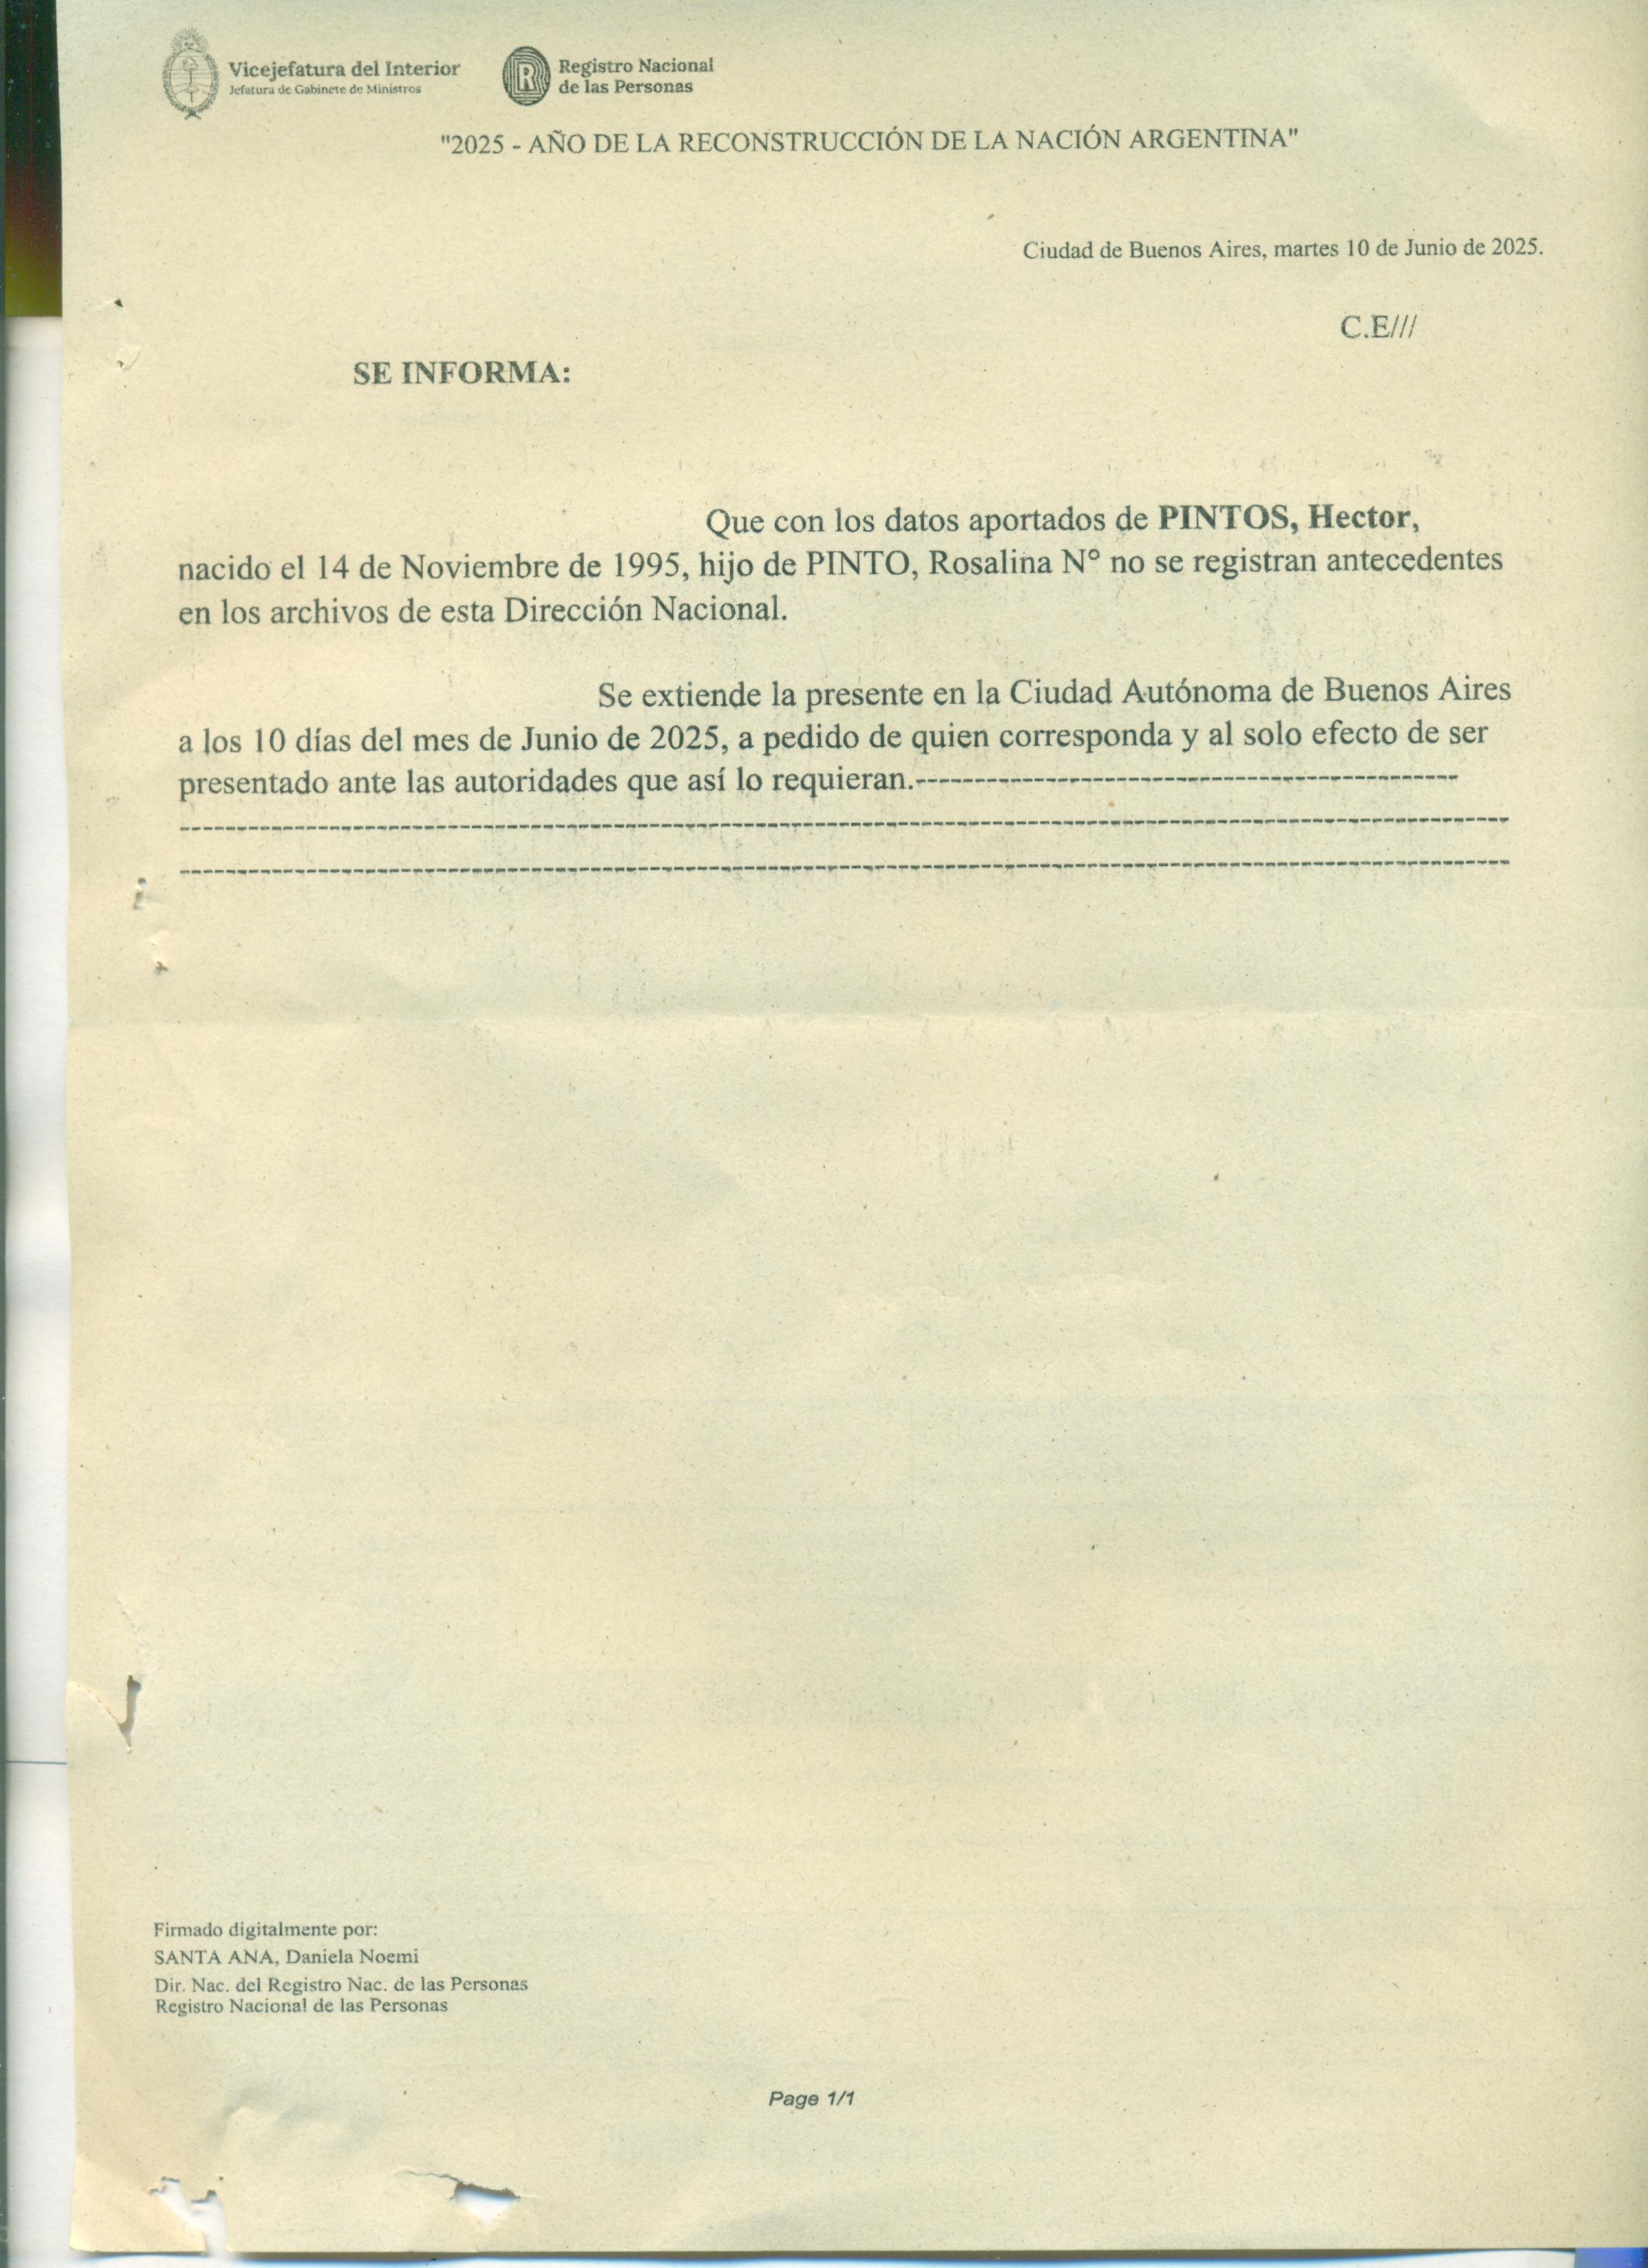 Vicejefatura del Interior
Jefatura de Gabinete de Ministros
Registro Nacional
de las Personas
"2025 - AÑO DE LA RECONSTRUCCIÓN DE LA NACIÓN ARGENTINA"
Ciudad de Buenos Aires, martes 10 de Junio de 2025.
C.E///
SE INFORMA:
Que con los datos aportados de PINTOS, Hector,
nacido el 14 de Noviembre de 1995, hijo de PINTO, Rosalina N° no se registran antecedentes
en los archivos de esta Dirección Nacional.
Se extiende la presente en la Ciudad Autónoma de Buenos Aires
a los 10 días del mes de Junio de 2025, a pedido de quien corresponda y al solo efecto de ser
presentado ante las autoridades que así lo requieran.----------------------------------------------
-----------------------------------------------------------------------------------------------------------------
-----------------------------------------------------------------------------------------------------------------
Firmado digitalmente por:
SANTA ANA, Daniela Noemi
Dir. Nac. del Registro Nac. de las Personas
Registro Nacional de las Personas
Page 1/1